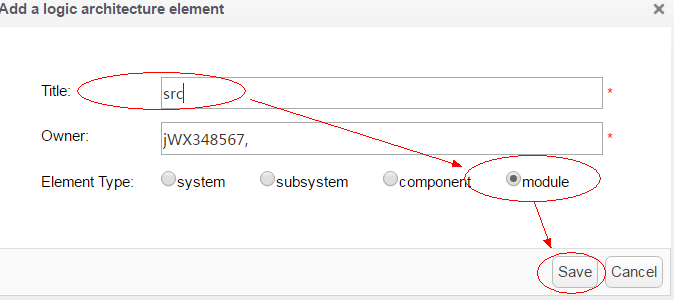 Add a logic architecture element
Title: src *
Owner: jWX348567, *
Element Type: system subsystem component module
Save Cancel